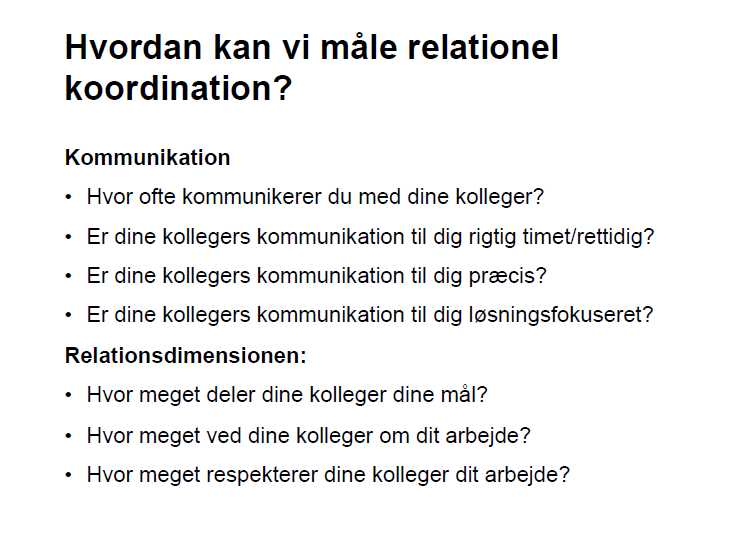 Hvordan kan vi måle relationel
koordination?
Kommunikation
• Hvor ofte kommunikerer du med dine kolleger?
• Er dine kollegers kommunikation til dig rigtig timet/rettidig?
• Er dine kollegers kommunikation til dig præcis?
• Er dine kollegers kommunikation til dig løsningsfokuseret?
Relationsdimensionen:
• Hvor meget deler dine kolleger dine mål?
• Hvor meget ved dine kolleger om dit arbejde?
• Hvor meget respekterer dine kolleger dit arbejde?